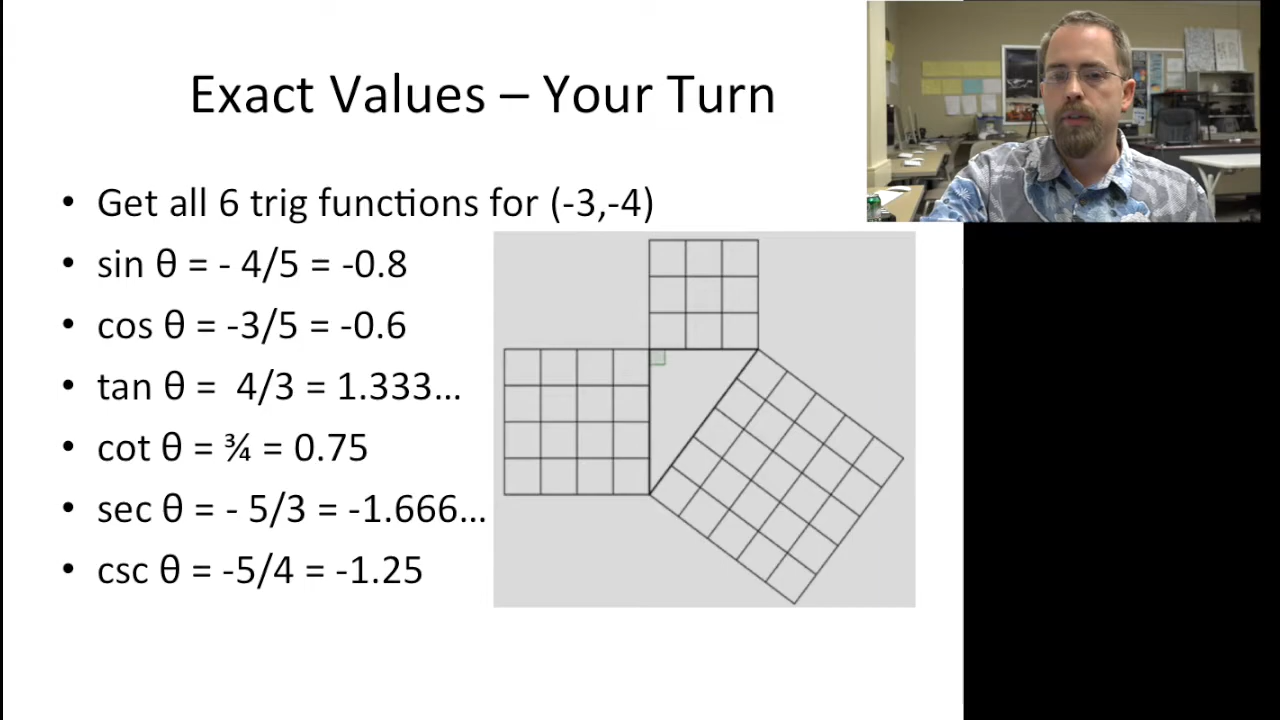 Exact Values – Your Turn
• Get all 6 trig functions for (-3,-4)
• sin θ = - 4/5 = -0.8
• cos θ = -3/5 = -0.6
• tan θ =  4/3 = 1.333…
• cot θ = ¾ = 0.75
• sec θ = - 5/3 = -1.666…
• csc θ = -5/4 = -1.25